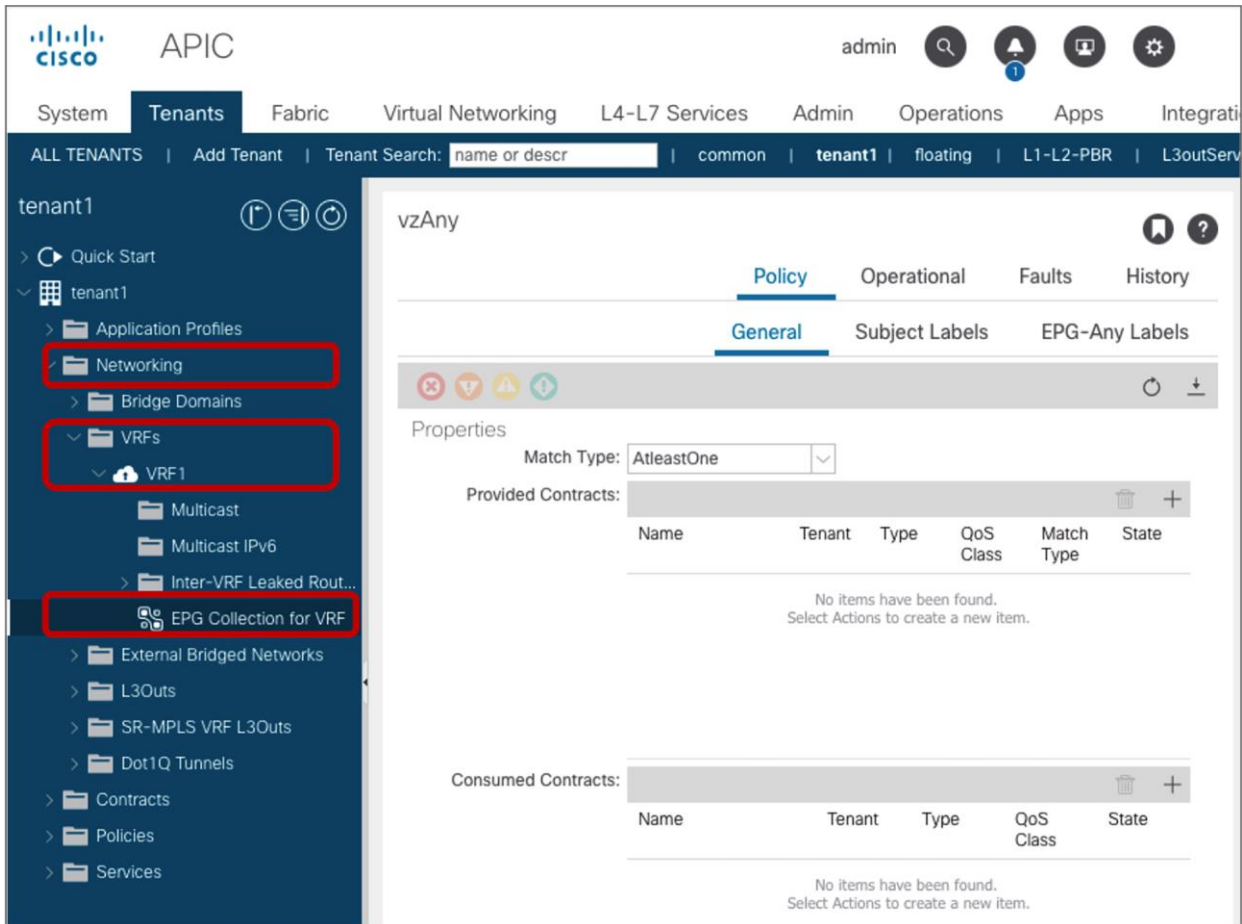 CISCO APIC admin
1
System Tenants Fabric Virtual Networking L4-L7 Services Admin Operations Apps Integrati
ALL TENANTS | Add Tenant | Tenant Search: name or descr | common | tenant1 | floating | L1-L2-PBR | L3outServ
tenant1
Quick Start
tenant1
Application Profiles
Networking
Bridge Domains
VRFs
VRF1
Multicast
Multicast IPv6
Inter-VRF Leaked Rout...
EPG Collection for VRF
External Bridged Networks
L3Outs
SR-MPLS VRF L3Outs
Dot1Q Tunnels
Contracts
Policies
Services
vzAny
Policy Operational Faults History
General Subject Labels EPG-Any Labels
Properties
Match Type: AtleastOne
Provided Contracts:
Name Tenant Type QoS Class Match Type State
No items have been found.
Select Actions to create a new item.
Consumed Contracts:
Name Tenant Type QoS Class State
No items have been found.
Select Actions to create a new item.